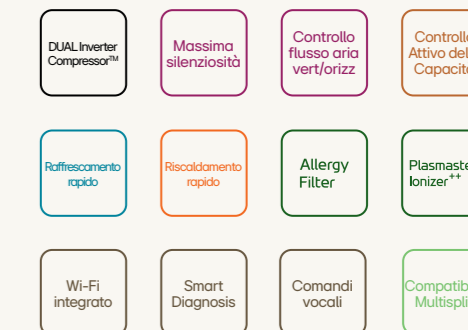 DUAL Inverter
Compressor™
Massima
silenziosità
Controllo
flusso aria
vert/orizz
Controllo
Attivo del
Capacit
Raffrescamento
rapido
Riscaldamento
rapido
Allergy
Filter
Plasmaste
Ionizer⁺⁺
Wi-Fi
integrato
Smart
Diagnosis
Comandi
vocali
Compatib
Multispli